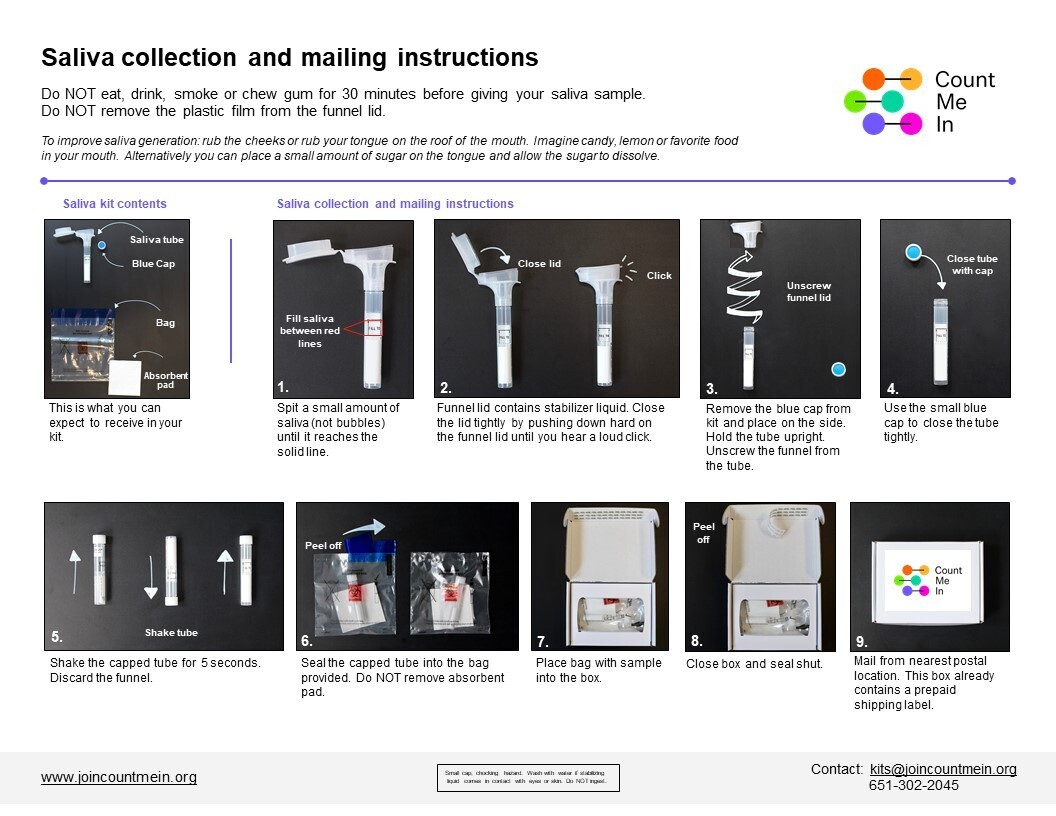 Saliva collection and mailing instructions
Do NOT eat, drink, smoke or chew gum for 30 minutes before giving your saliva sample.
Do NOT remove the plastic film from the funnel lid.
To improve saliva generation: rub the cheeks or rub your tongue on the roof of the mouth. Imagine candy, lemon or favorite food
in your mouth. Alternatively you can place a small amount of sugar on the tongue and allow the sugar to dissolve.
Count
Me
In
Saliva kit contents
Saliva tube
Blue Cap
Bag
Absorbent
pad
This is what you can
expect to receive in your
kit.
Saliva collection and mailing instructions
Fill saliva
between red
lines
FILL TO
1.
Spit a small amount of
saliva (not bubbles)
until it reaches the
solid line.
Close lid
Click
2.
Funnel lid contains stabilizer liquid. Close
the lid tightly by pushing down hard on
the funnel lid until you hear a loud click.
Unscrew
funnel lid
3.
Remove the blue cap from
kit and place on the side.
Hold the tube upright.
Unscrew the funnel from
the tube.
Close tube
with cap
4.
Use the small blue
cap to close the tube
tightly.
Shake tube
5.
Shake the capped tube for 5 seconds.
Discard the funnel.
Peel off
6.
Seal the capped tube into the bag
provided. Do NOT remove absorbent
pad.
7.
Place bag with sample
into the box.
Peel
off
8.
Close box and seal shut.
Count
Me
In
9.
Mail from nearest postal
location. This box already
contains a prepaid
shipping label.
www.joincountmein.org
Small cap, chocking hazard. Wash with water if stabilizing
liquid comes in contact with eyes or skin. Do NOT ingest.
Contact: kits@joincountmein.org
651-302-2045